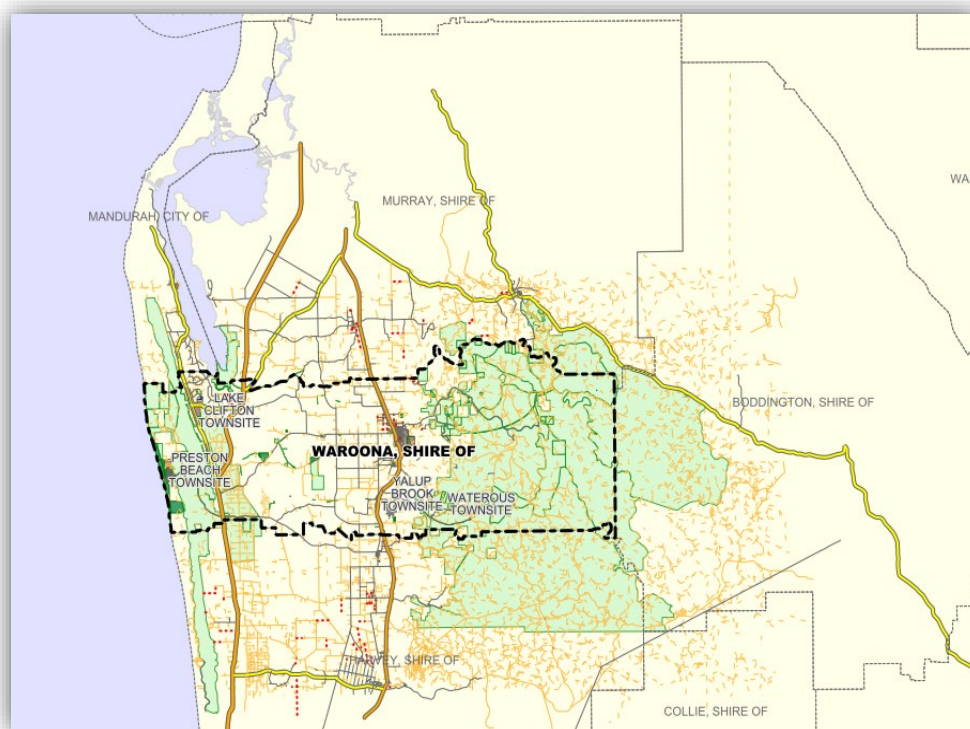 WA
MURRAY, SHIRE OF
MANDURAH, CITY OF
LAKE
CLIFTON
TOWNSITE
BODDINGTON, SHIRE OF
WAROONA, SHIRE OF
PRESTON
BEACH
TOWNSITE
YALUP
BROOK
TOWNSITE
WATEROUS
TOWNSITE
HARVEY, SHIRE OF
COLLIE, SHIRE OF